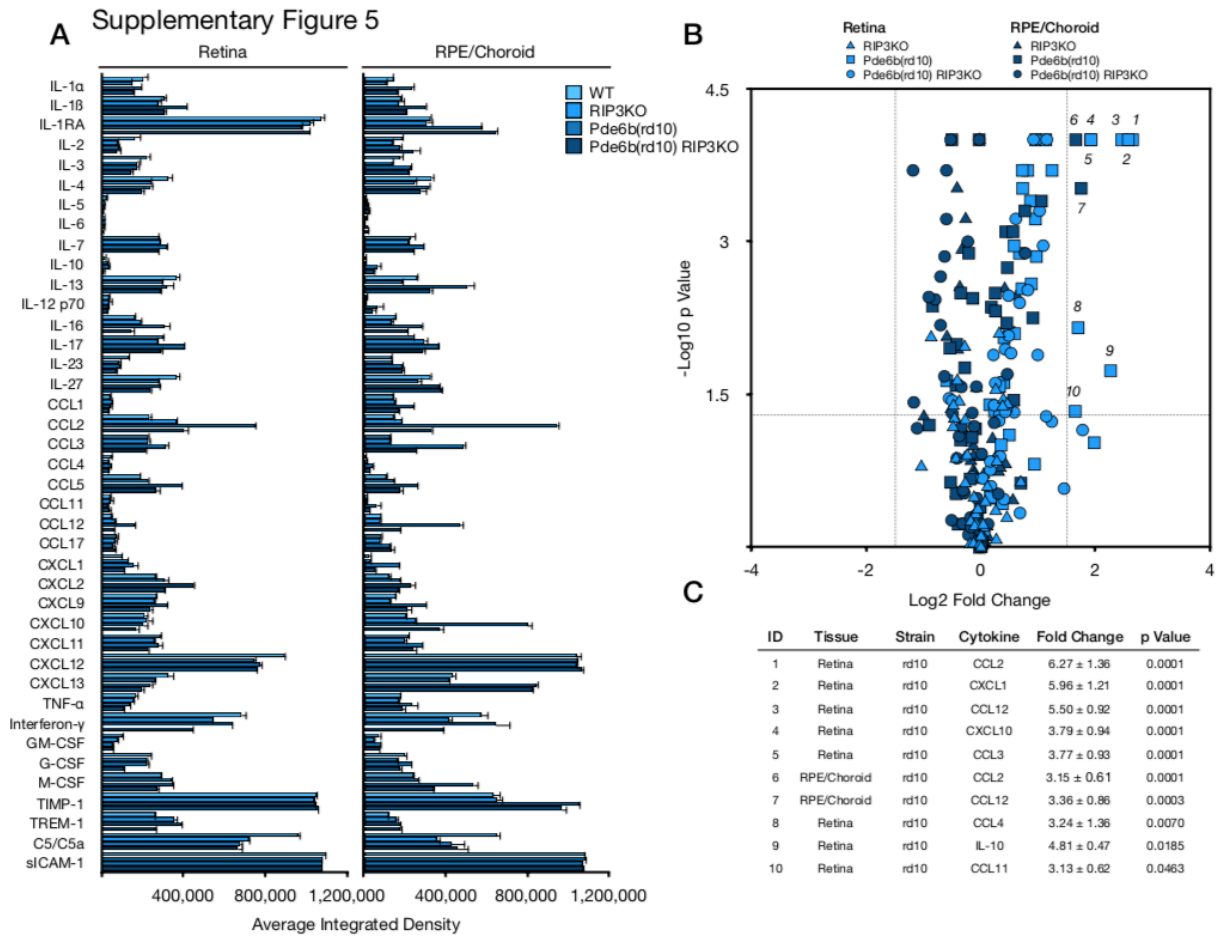 Supplementary Figure 5
A
Retina
RPE/Choroid
WT
RIP3KO
Pde6b(rd10)
Pde6b(rd10) RIP3KO
IL-1α
IL-1ß
IL-1RA
IL-2
IL-3
IL-4
IL-5
IL-6
IL-7
IL-10
IL-13
IL-12 p70
IL-16
IL-17
IL-23
IL-27
CCL1
CCL2
CCL3
CCL4
CCL5
CCL11
CCL12
CCL17
CXCL1
CXCL2
CXCL9
CXCL10
CXCL11
CXCL12
CXCL13
TNF-α
Interferon-γ
GM-CSF
G-CSF
M-CSF
TIMP-1
TREM-1
C5/C5a
sICAM-1
400,000 800,000 1,200,000 400,000 800,000 1,200,000
Average Integrated Density
B
Retina RPE/Choroid
RIP3KO RIP3KO
Pde6b(rd10) Pde6b(rd10)
Pde6b(rd10) RIP3KO Pde6b(rd10) RIP3KO
4.5
6 4 3 1
5 2
7
3
8
9
10
1.5
-Log10 p Value
-4 -2 0 2 4
Log2 Fold Change
C
ID Tissue Strain Cytokine Fold Change p Value
1 Retina rd10 CCL2 6.27 ± 1.36 0.0001
2 Retina rd10 CXCL1 5.96 ± 1.21 0.0001
3 Retina rd10 CCL12 5.50 ± 0.92 0.0001
4 Retina rd10 CXCL10 3.79 ± 0.94 0.0001
5 Retina rd10 CCL3 3.77 ± 0.93 0.0001
6 RPE/Choroid rd10 CCL2 3.15 ± 0.61 0.0001
7 RPE/Choroid rd10 CCL12 3.36 ± 0.86 0.0003
8 Retina rd10 CCL4 3.24 ± 1.36 0.0070
9 Retina rd10 IL-10 4.81 ± 0.47 0.0185
10 Retina rd10 CCL11 3.13 ± 0.62 0.0463